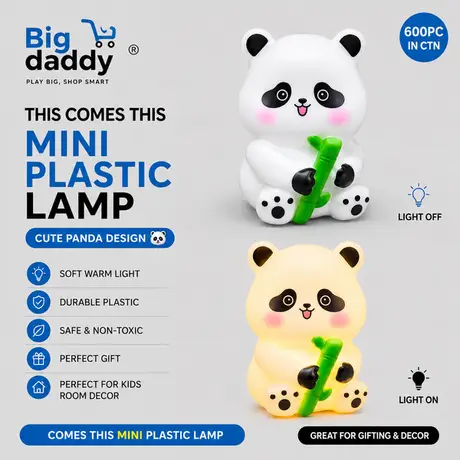 Big
daddy ®
PLAY BIG, SHOP SMART
600PC
IN CTN
THIS COMES THIS
MINI
PLASTIC
LAMP
CUTE PANDA DESIGN
SOFT WARM LIGHT
DURABLE PLASTIC
SAFE & NON-TOXIC
PERFECT GIFT
PERFECT FOR KIDS
ROOM DECOR
LIGHT OFF
LIGHT ON
COMES THIS MINI PLASTIC LAMP
GREAT FOR GIFTING & DECOR